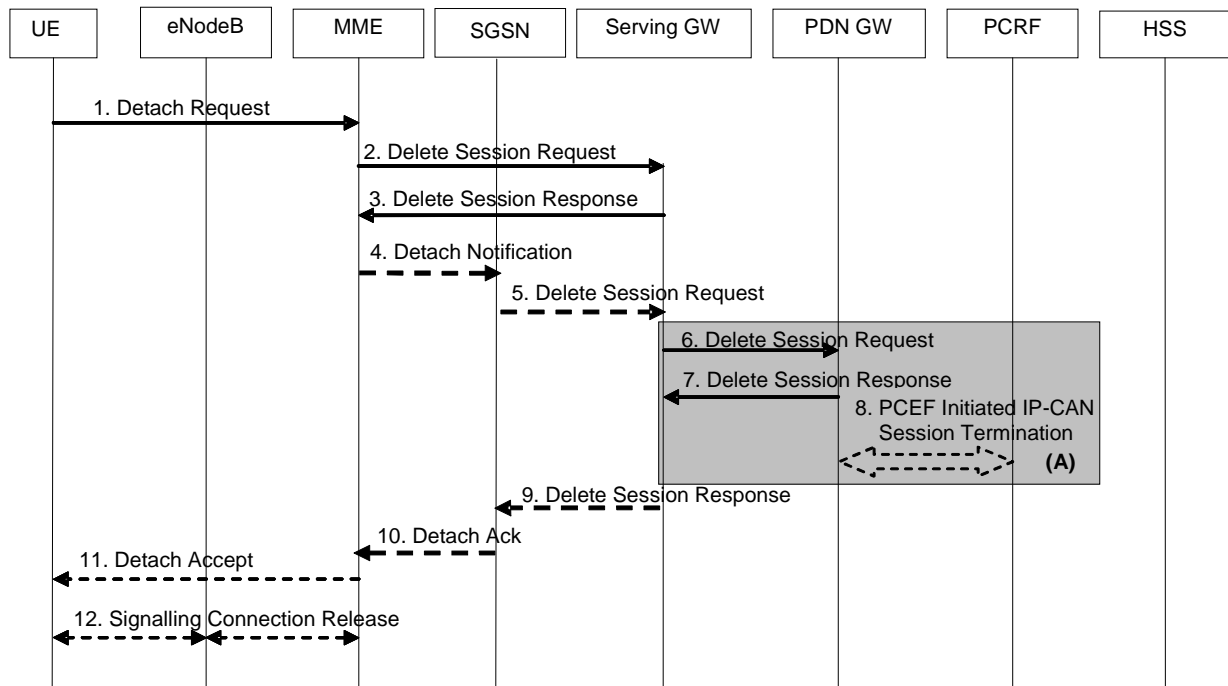 UE
eNodeB
MME
SGSN
Serving GW
PDN GW
PCRF
HSS
1. Detach Request
2. Delete Session Request
3. Delete Session Response
4. Detach Notification
5. Delete Session Request
6. Delete Session Request
7. Delete Session Response
8. PCEF Initiated IP-CAN
Session Termination
(A)
9. Delete Session Response
10. Detach Ack
11. Detach Accept
12. Signalling Connection Release